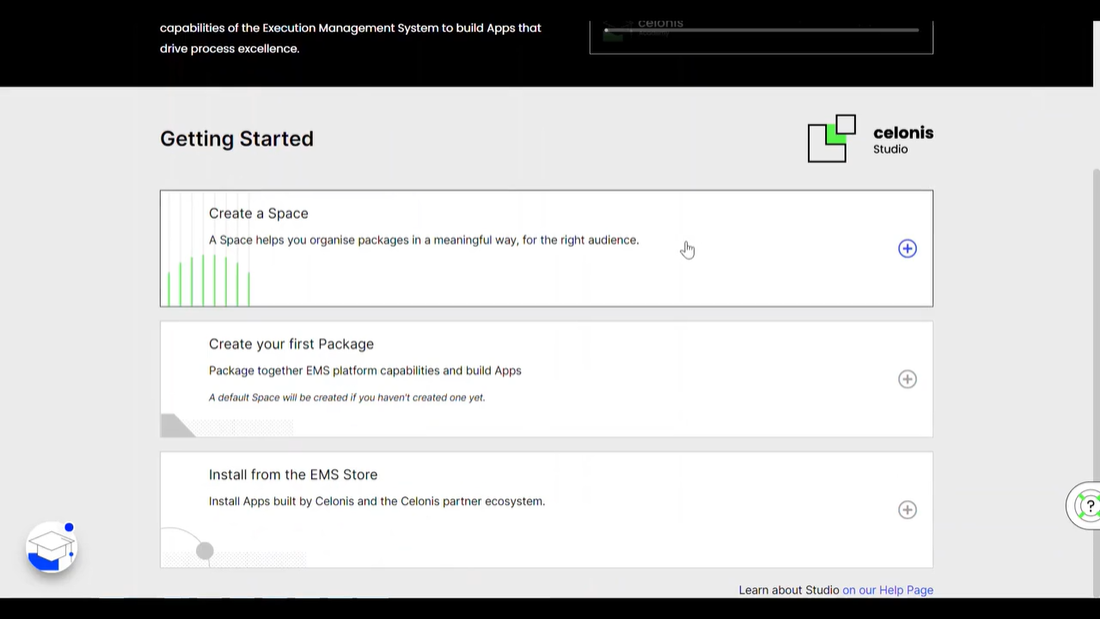 capabilities of the Execution Management System to build Apps that
drive process excellence.
celonis
Getting Started
celonis
Studio
Create a Space
A Space helps you organise packages in a meaningful way, for the right audience.
Create your first Package
Package together EMS platform capabilities and build Apps
A default Space will be created if you haven't created one yet.
Install from the EMS Store
Install Apps built by Celonis and the Celonis partner ecosystem.
?
Learn about Studio on our Help Page